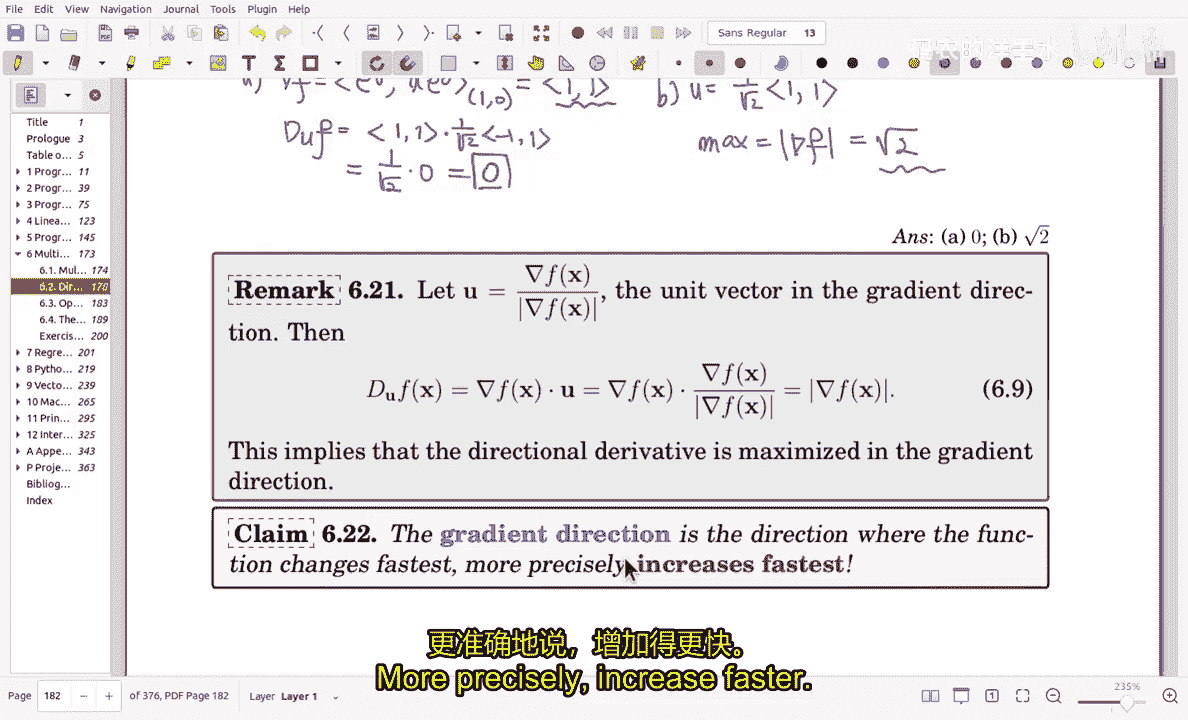 File Edit View Navigation Journal Tools Plugin Help
Sans Regular 13
Title 1
Prologue 3
Table o... 5
1 Progr... 11
2 Progr... 39
3 Progr... 75
4 Linea... 123
5 Progr... 145
6 Multi... 173
6.1. Mul... 174
6.2. Dir... 178
6.3. Op... 183
6.4. The... 189
Exercis... 200
7 Regre... 201
8 Pytho... 219
9 Vecto... 239
10 Mac... 265
11 Prin... 295
12 Inter... 325
A Appe... 343
P Proje... 363
Bibliog...
Index
(1,0) = <1, 1> b) u = 1/√2 <1, 1>
Duf = <1, 1> · 1/√2 <-1, 1>
= 1/√2 · 0 = 0
max = |∇f| = √2
Ans: (a) 0; (b) √2
Remark 6.21. Let u = ∇f(x)/|∇f(x)|, the unit vector in the gradient direc-
tion. Then
D_u f(x) = ∇f(x) · u = ∇f(x) · ∇f(x)/|∇f(x)| = |∇f(x)|. (6.9)
This implies that the directional derivative is maximized in the gradient
direction.
Claim 6.22. The gradient direction is the direction where the func-
tion changes fastest, more precisely increases fastest!
更准确地说，增加得更快。
More precisely, increase faster.
Page 182 of 376, PDF Page 182 Layer Layer 1 235%